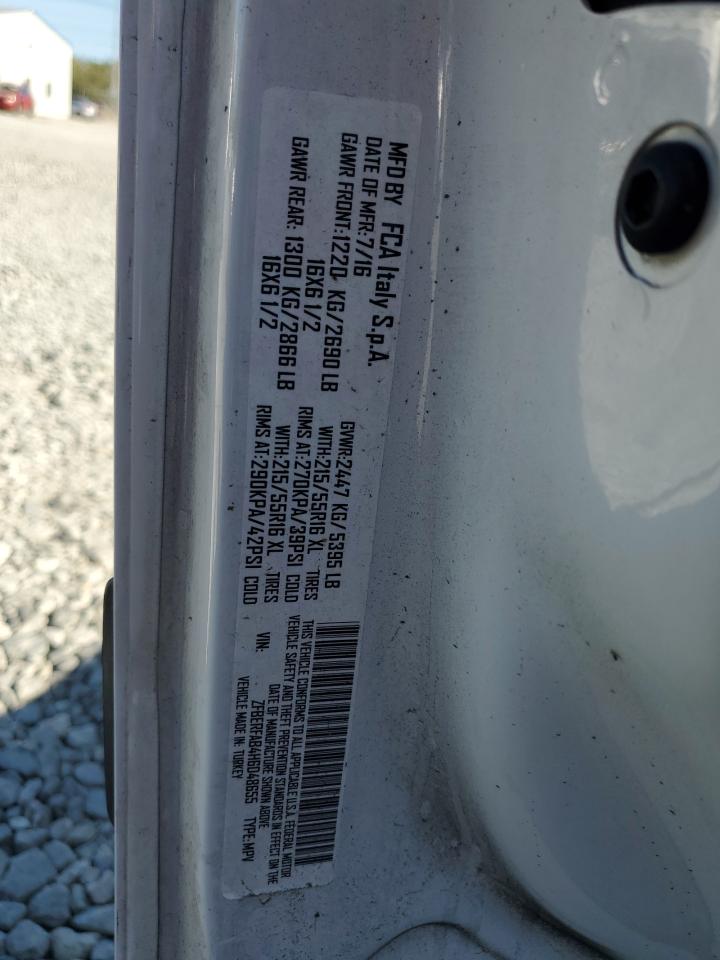 MFD BY FCA Italy S.p.A.
DATE OF MFR:7/16 GVWR:2447 KG/5395 LB
GAWR FRONT:1220 KG/2690 LB WITH:215/55R16 XL TIRES
16X6 1/2 RIMS AT:270KPA/39PSI COLD
GAWR REAR: 1300 KG/2866 LB WITH:215/55R16 XL TIRES
16X6 1/2 RIMS AT:290KPA/42PSI COLD
THIS VEHICLE CONFORMS TO ALL APPLICABLE U.S.A. FEDERAL MOTOR
VEHICLE SAFETY AND THEFT PREVENTION STANDARDS IN EFFECT ON THE
DATE OF MANUFACTURE SHOWN ABOVE
VIN: ZFBERFAB4H6D48655 TYPE:MPV
VEHICLE MADE IN: TURKEY